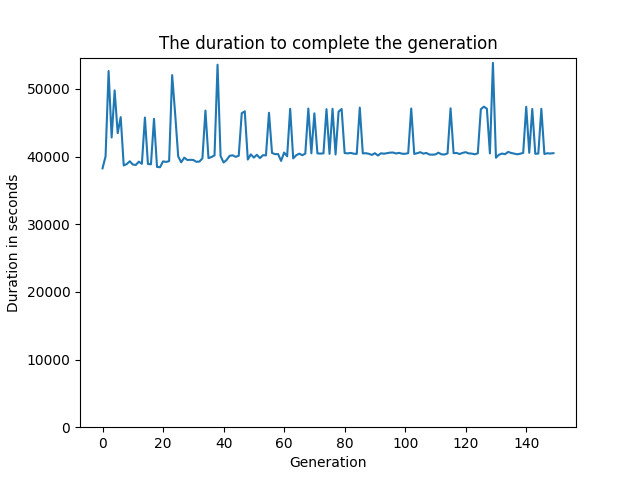 The duration to complete the generation
50000
40000
30000
20000
10000
0
Duration in seconds
0 20 40 60 80 100 120 140
Generation